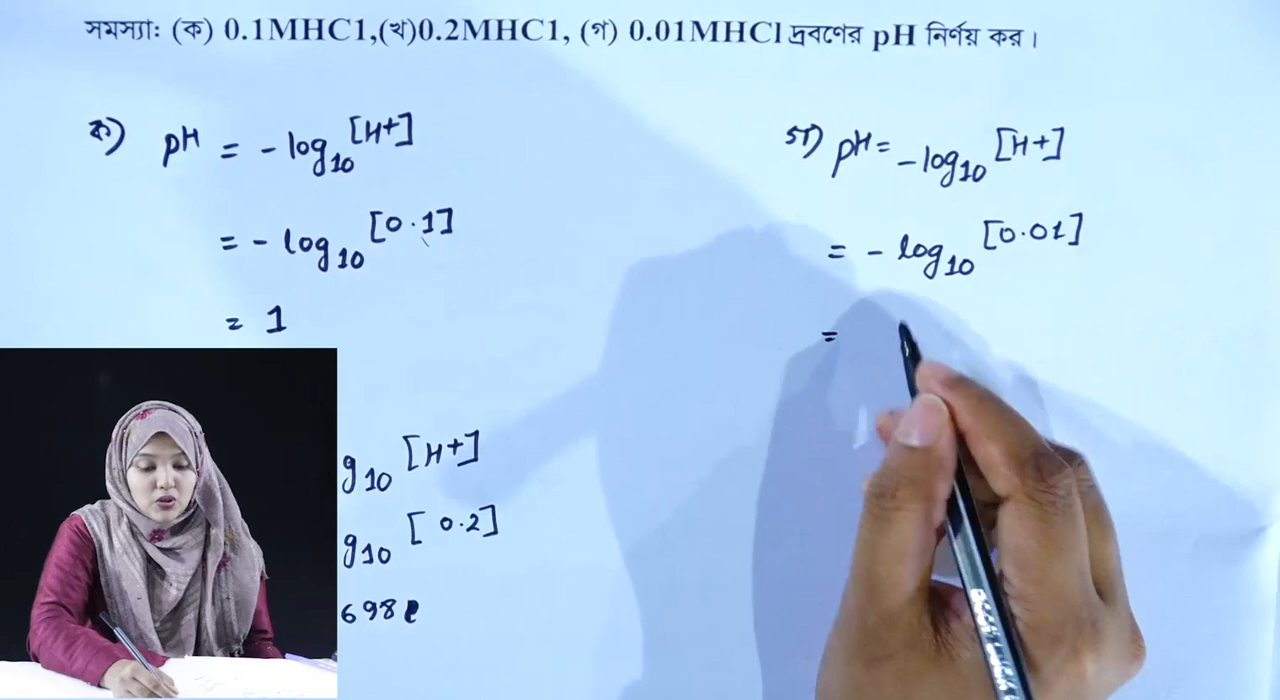 সমস্যাঃ (ক) 0.1MHC1,(খ)0.2MHC1, (গ) 0.01MHCl দ্রবণের pH নির্ণয় কর।
ক) pH = -log10 [H+]
= - log10 [0.1]
= 1
g10 [H+]
g10 [0.2]
698
গ) pH = -log10 [H+]
= - log10 [0.01]
=